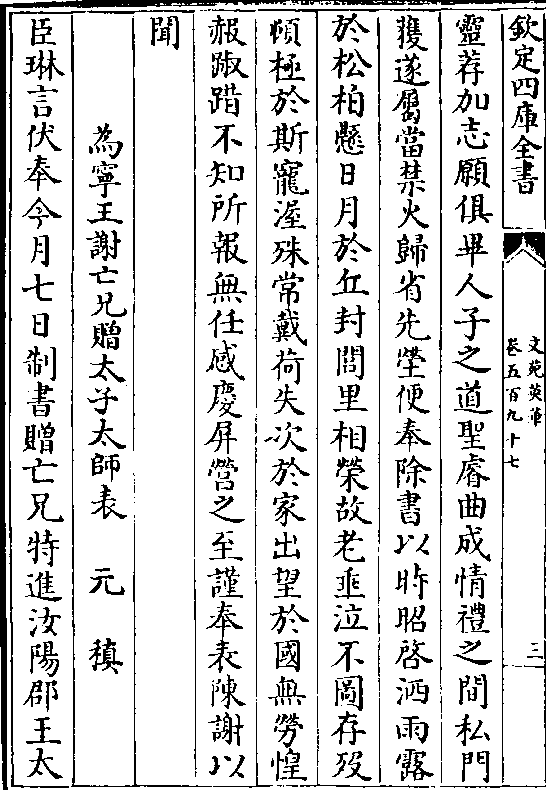 欽定四庫全書
文苑英華
卷五百九十七
三
靈荐加志願俱畢人子之道聖睿曲成情禮之間私門
獲遂屬當禁火歸省先塋便奉除書以時昭啓洒雨露
於松柏懸日月於丘封閭里相榮故老垂泣不圖存歿
頓極於斯寵渥殊常戴荷失次於家出望於國無勞惶
赧踧踖不知所報無任感慶屏營之至謹奉表陳謝以
聞
為寧王謝亡兄贈太子太師表 元稹
臣琳言伏奉今月七日制書贈亡兄特進汝陽郡王太